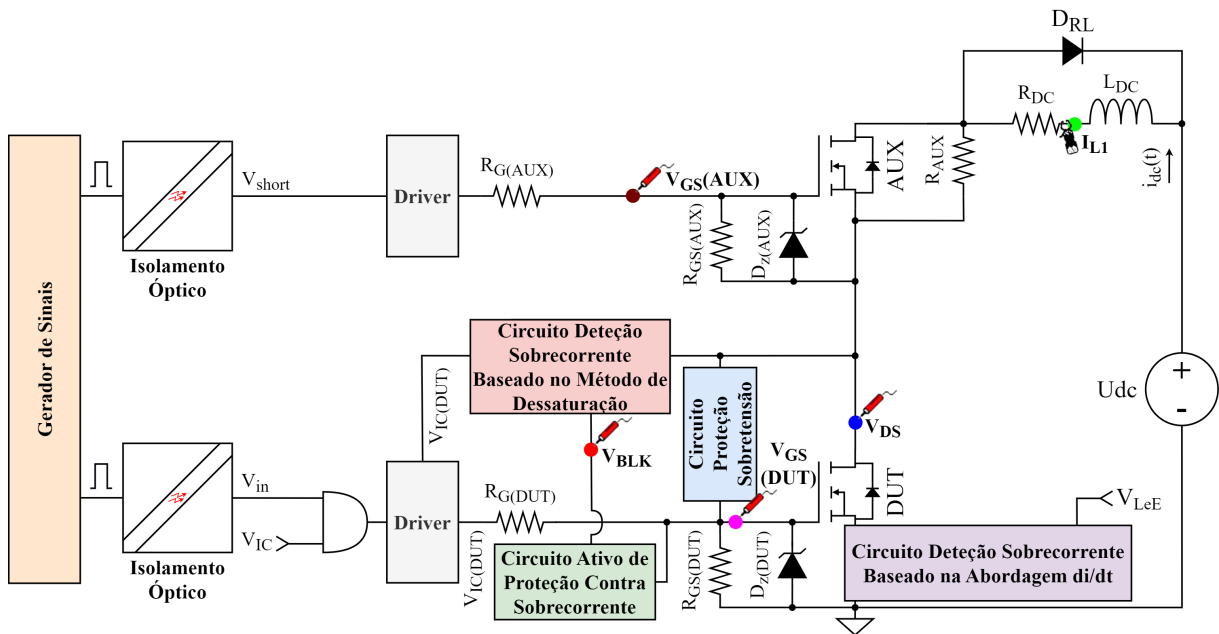 D_RL
R_DC
L_DC
I_L1
i_dc(t)
R_AUX
AUX
Gerador de Sinais
V_short
Isolamento
Óptico
Driver
R_G(AUX)
V_GS(AUX)
R_GS(AUX)
D_Z(AUX)
Circuito Deteção
Sobrecorrente
Baseado no Método de
Dessaturação
V_IC(DUT)
V_BLK
Circuito
Proteção
Sobretensão
V_DS
V_GS
(DUT)
DUT
Udc
+
-
V_in
V_IC
Isolamento
Óptico
Driver
R_G(DUT)
V_IC(DUT)
Circuito Ativo de
Proteção Contra
Sobrecorrente
R_GS(DUT)
D_Z(DUT)
V_LeE
Circuito Deteção Sobrecorrente
Baseado na Abordagem di/dt